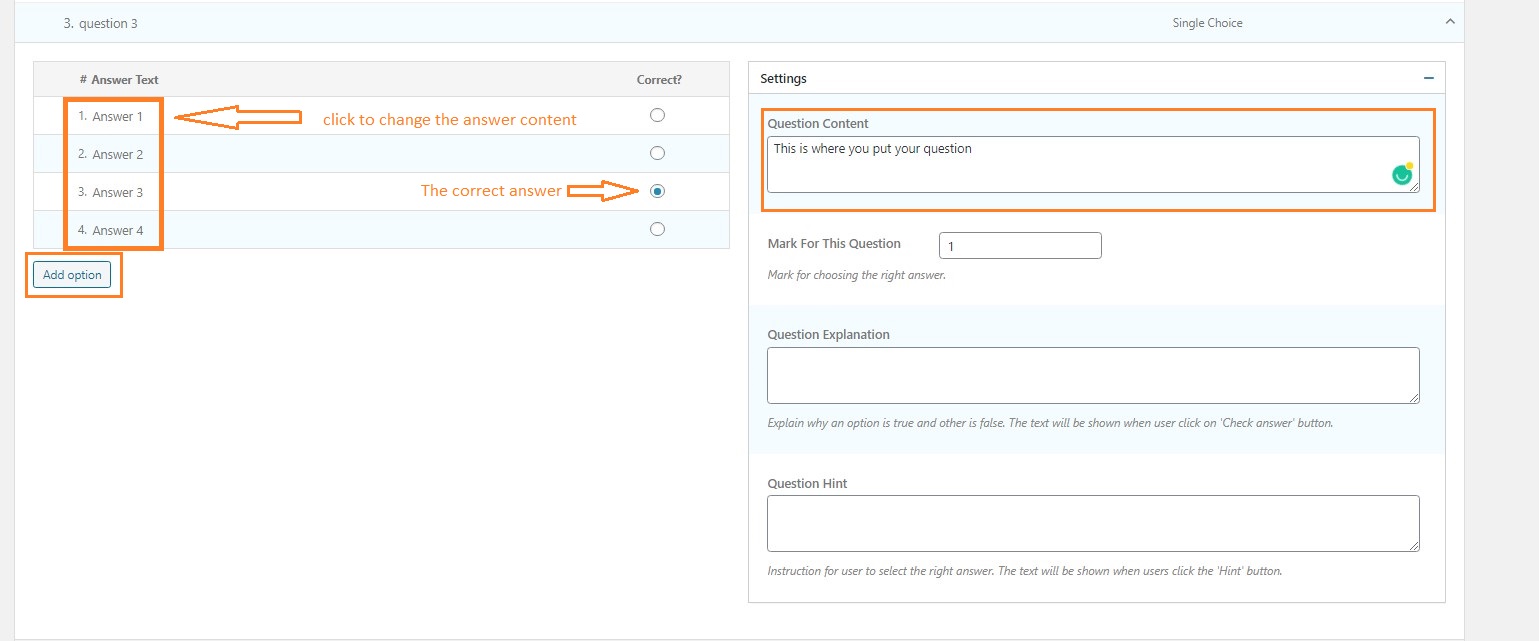 3. question 3
Single Choice
# Answer Text
Correct?
1. Answer 1
click to change the answer content
2. Answer 2
3. Answer 3
The correct answer
4. Answer 4
Add option
Settings
Question Content
This is where you put your question
Mark For This Question
1
Mark for choosing the right answer.
Question Explanation
Explain why an option is true and other is false. The text will be shown when user click on 'Check answer' button.
Question Hint
Instruction for user to select the right answer. The text will be shown when users click the 'Hint' button.